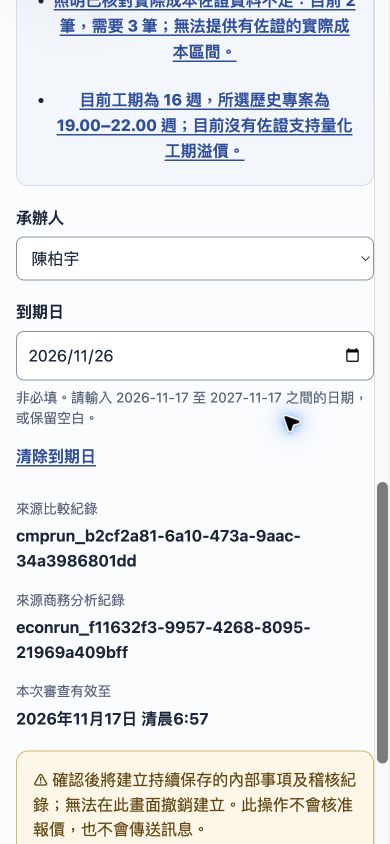 照明已核對實際成本佐證資料不足：目前 2
筆，需要 3 筆；無法提供有佐證的實際成
本區間。
目前工期為 16 週，所選歷史專案為
19.00–22.00 週；目前沒有佐證支持量化
工期溢價。
承辦人
陳柏宇
到期日
2026/11/26
非必填。請輸入 2026-11-17 至 2027-11-17 之間的日期，
或保留空白。
清除到期日
來源比較紀錄
cmprun_b2cf2a81-6a10-473a-9aac-
34a3986801dd
來源商務分析紀錄
econrun_f11632f3-9957-4268-8095-
21969a409bff
本次審查有效至
2026年11月17日 清晨6:57
⚠ 確認後將建立持續保存的內部事項及稽核紀
錄；無法在此畫面撤銷建立。此操作不會核准
報價，也不會傳送訊息。